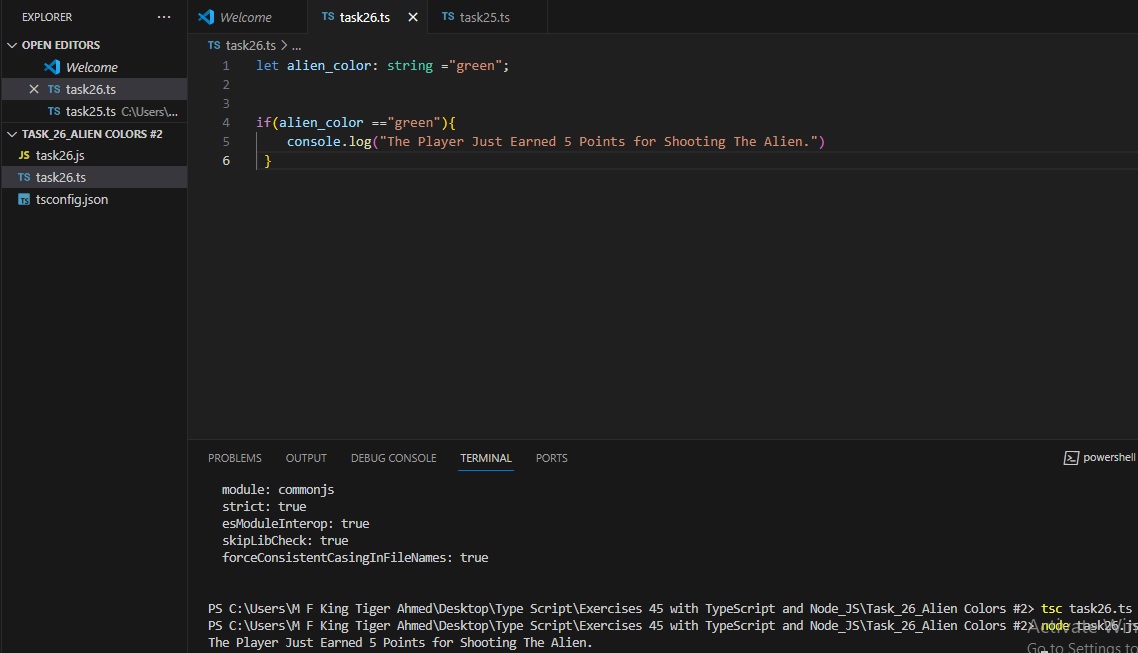 EXPLORER ...
Welcome
TS task26.ts
TS task25.ts
OPEN EDITORS
Welcome
TS task26.ts
TS task25.ts C:\Users\...
TASK_26_ALIEN COLORS #2
JS task26.js
TS task26.ts
TS tsconfig.json
TS task26.ts > ...
1 let alien_color: string ="green";
2
3
4 if(alien_color =="green"){
5 console.log("The Player Just Earned 5 Points for Shooting The Alien.")
6 }
PROBLEMS OUTPUT DEBUG CONSOLE TERMINAL PORTS
powershell
module: commonjs
strict: true
esModuleInterop: true
skipLibCheck: true
forceConsistentCasingInFileNames: true
PS C:\Users\M F King Tiger Ahmed\Desktop\Type Script\Exercises 45 with TypeScript and Node_JS\Task_26_Alien Colors #2> tsc task26.ts
PS C:\Users\M F King Tiger Ahmed\Desktop\Type Script\Exercises 45 with TypeScript and Node_JS\Task_26_Alien Colors #2> node task26.js
The Player Just Earned 5 Points for Shooting The Alien.
Activate Win
Go to Settings to